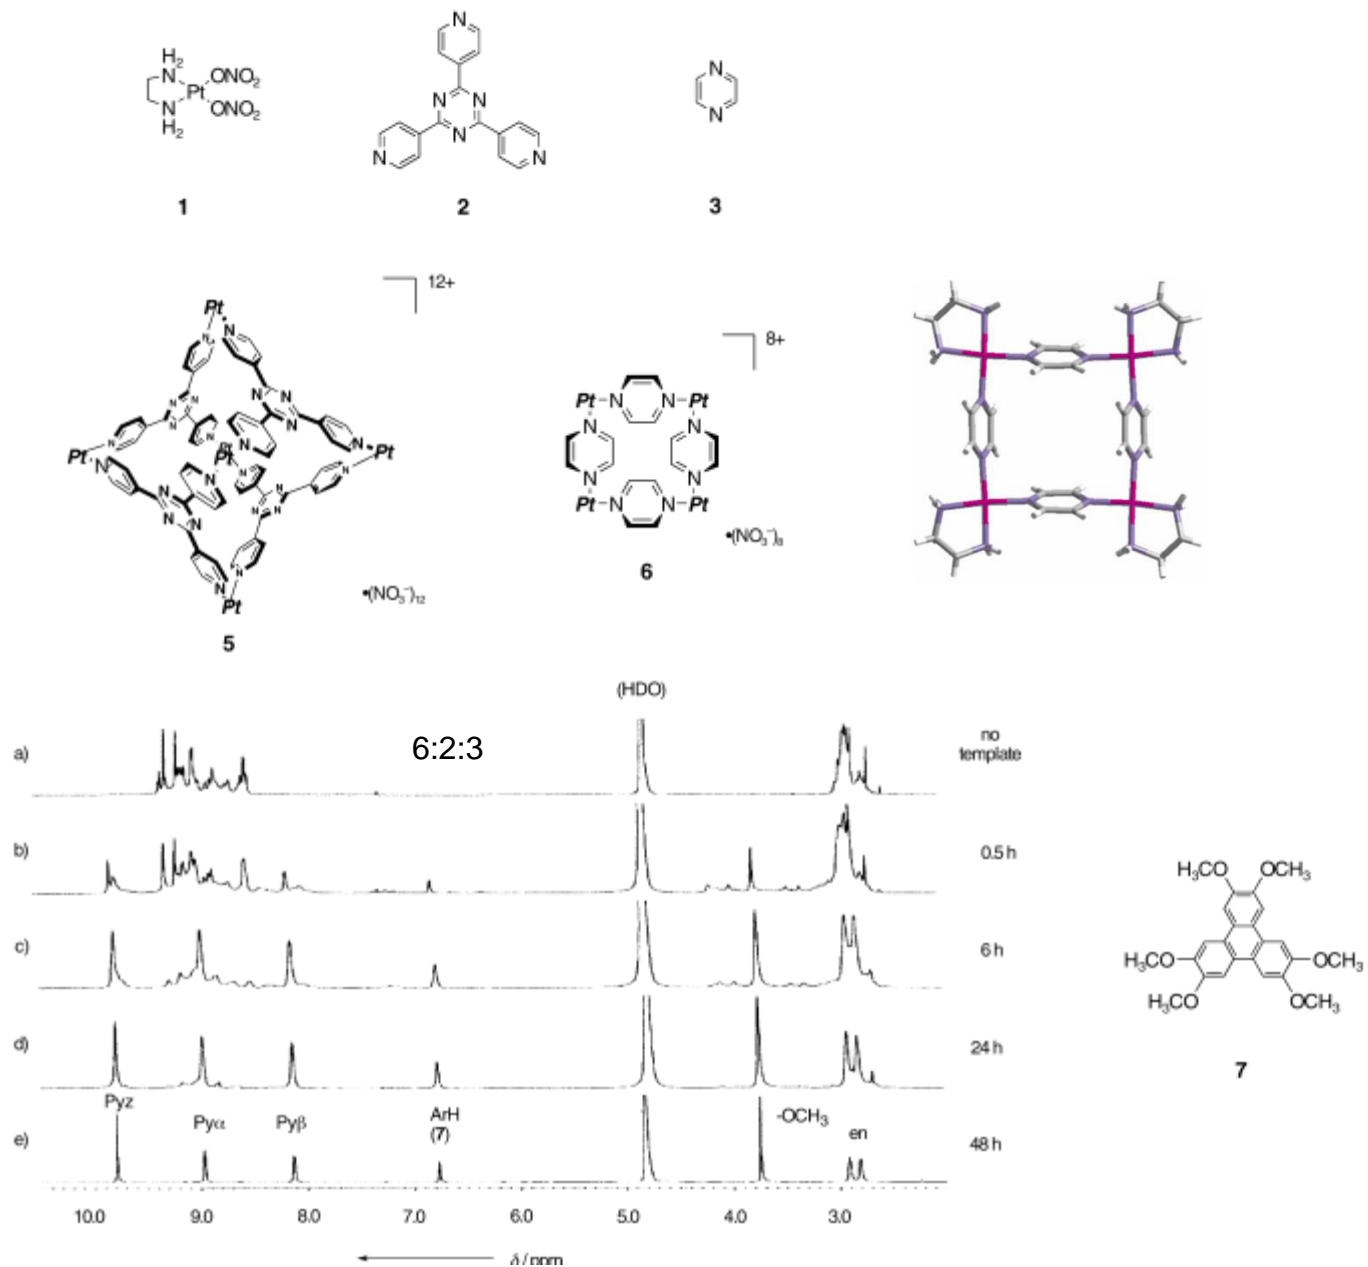 H₂
N
ONO₂
Pt
ONO₂
N
H₂
1
N
N N
N
N N
2
N
N
3
12+
Pt
N N
N N N N
N N
N N
Pt N Pt N N Pt
N N N
N N N
N N
N N
Pt
•(NO₃⁻)₁₂
5
8+
Pt N N Pt
N N
N N
Pt N N Pt
•(NO₃⁻)₈
6
(HDO)
a) 6:2:3 no
template
b) 0.5 h
c) 6 h
d) 24 h
Pyz Pyα Pyβ ArH
(7) -OCH₃ en
e) 48 h
10.0 9.0 8.0 7.0 6.0 5.0 4.0 3.0
δ / ppm
H₃CO OCH₃
H₃CO OCH₃
H₃CO OCH₃
7